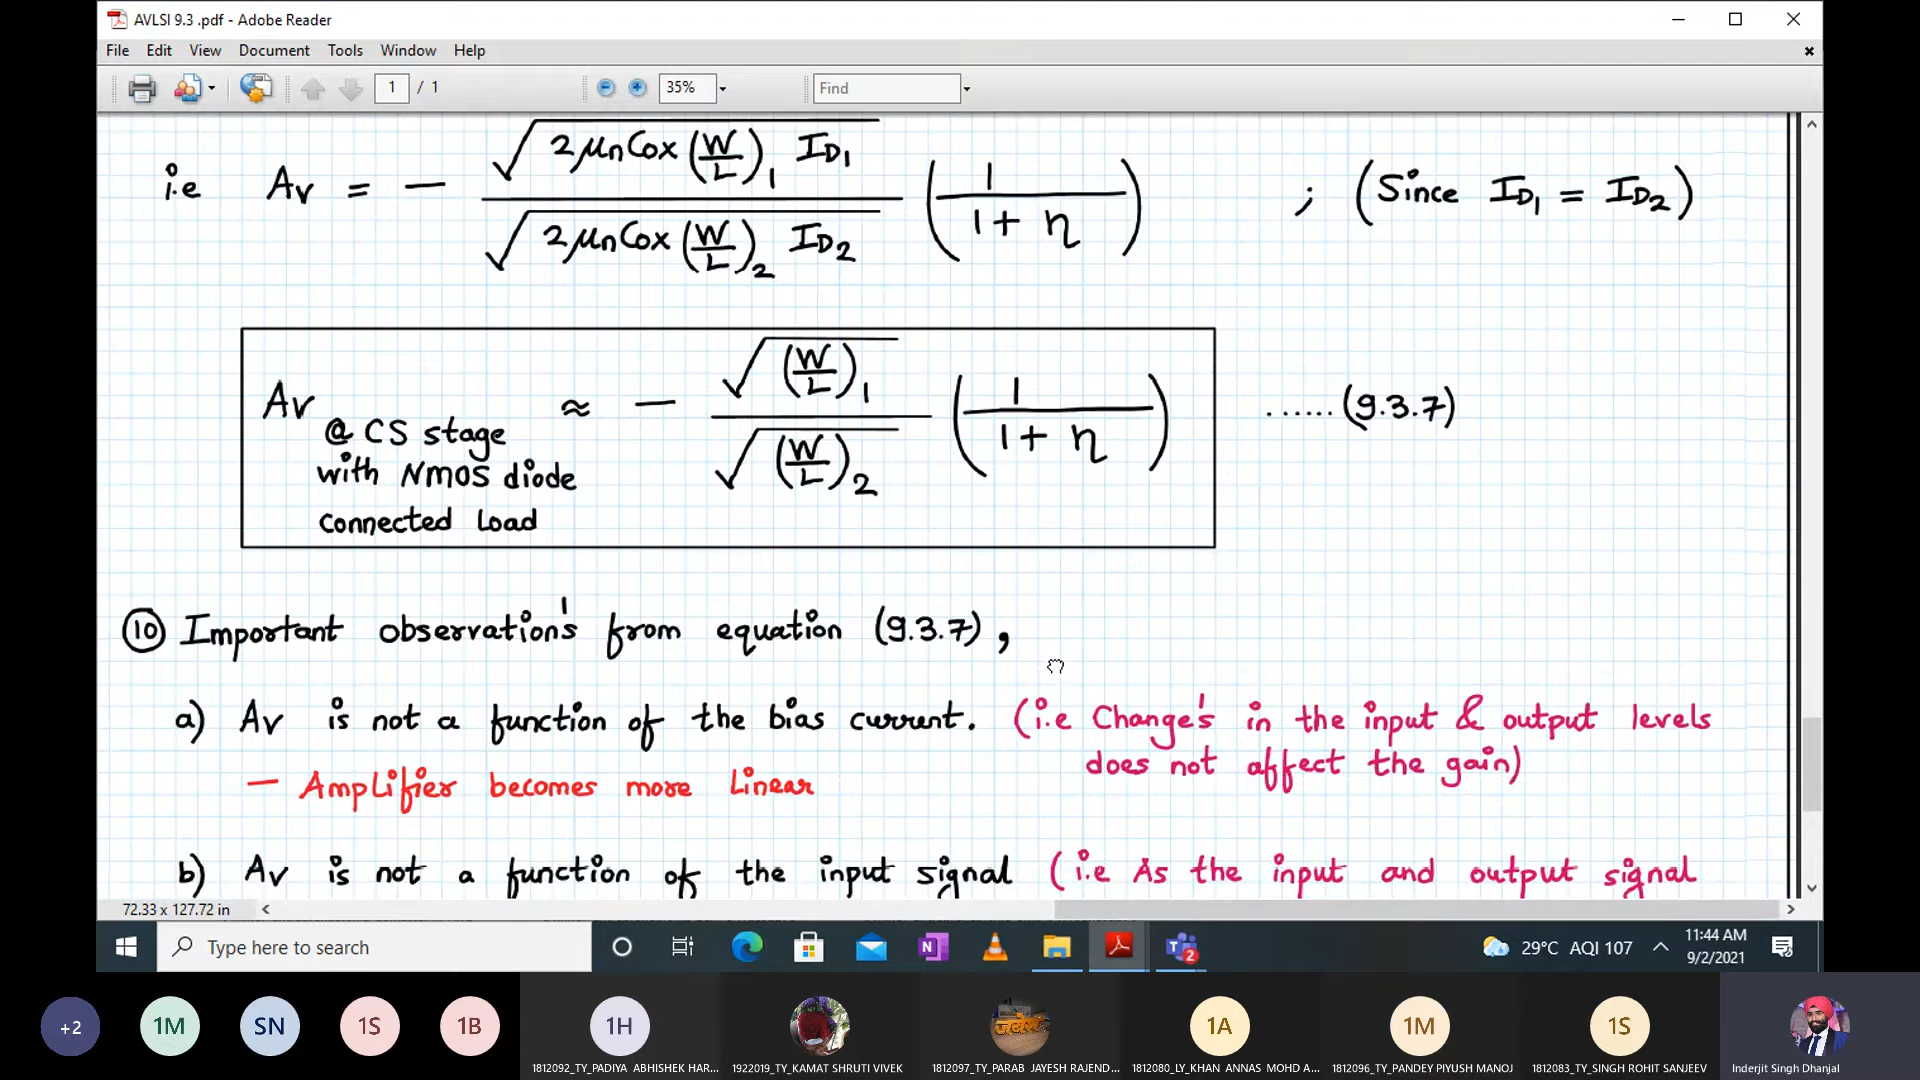 AVLSI 9.3 .pdf - Adobe Reader
File Edit View Document Tools Window Help
1 / 1 35% Find
i.e Av = - √(2μnCox (W/L)1 ID1) / √(2μnCox (W/L)2 ID2) (1 / 1 + η) ; (Since ID1 = ID2)
Av @ CS stage with NMOS diode connected load ≈ - √(W/L)1 / √(W/L)2 (1 / 1 + η) ......(9.3.7)
10 Important observation's from equation (9.3.7),
a) Av is not a function of the bias current. (i.e Change's in the input & output levels
does not affect the gain)
- Amplifier becomes more Linear
b) Av is not a function of the input signal (i.e As the input and output signal
72.33 x 127.72 in
Type here to search
2
29°C AQI 107
11:44 AM
9/2/2021
+2 1M SN 1S 1B 1H 1A 1M 1S
1812092_TY_PADIYA ABHISHEK HAR... 1922019_TY_KAMAT SHRUTI VIVEK 1812097_TY_PARAB JAYESH RAJEND... 1812080_LY_KHAN ANNAS MOHD A... 1812096_TY_PANDEY PIYUSH MANOJ 1812083_TY_SINGH ROHIT SANJEEV Inderjit Singh Dhanjal